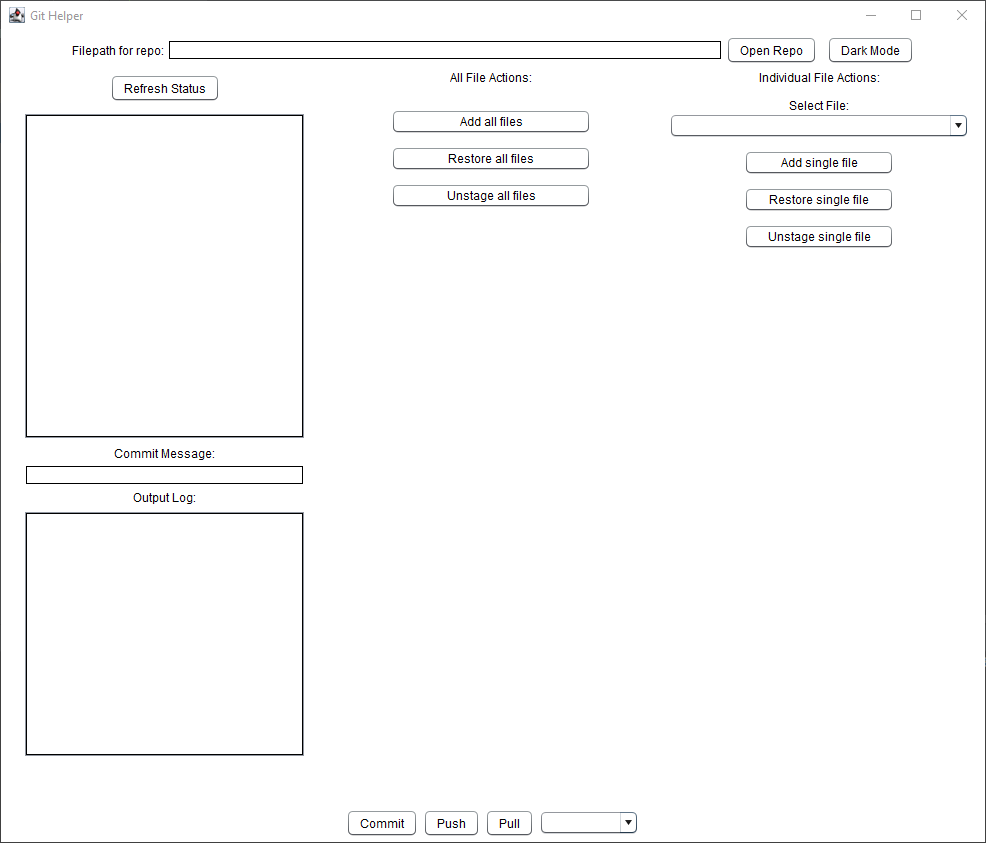 Git Helper
Filepath for repo:
Open Repo
Dark Mode
Refresh Status
All File Actions:
Add all files
Restore all files
Unstage all files
Individual File Actions:
Select File:
Add single file
Restore single file
Unstage single file
Commit Message:
Output Log:
Commit
Push
Pull